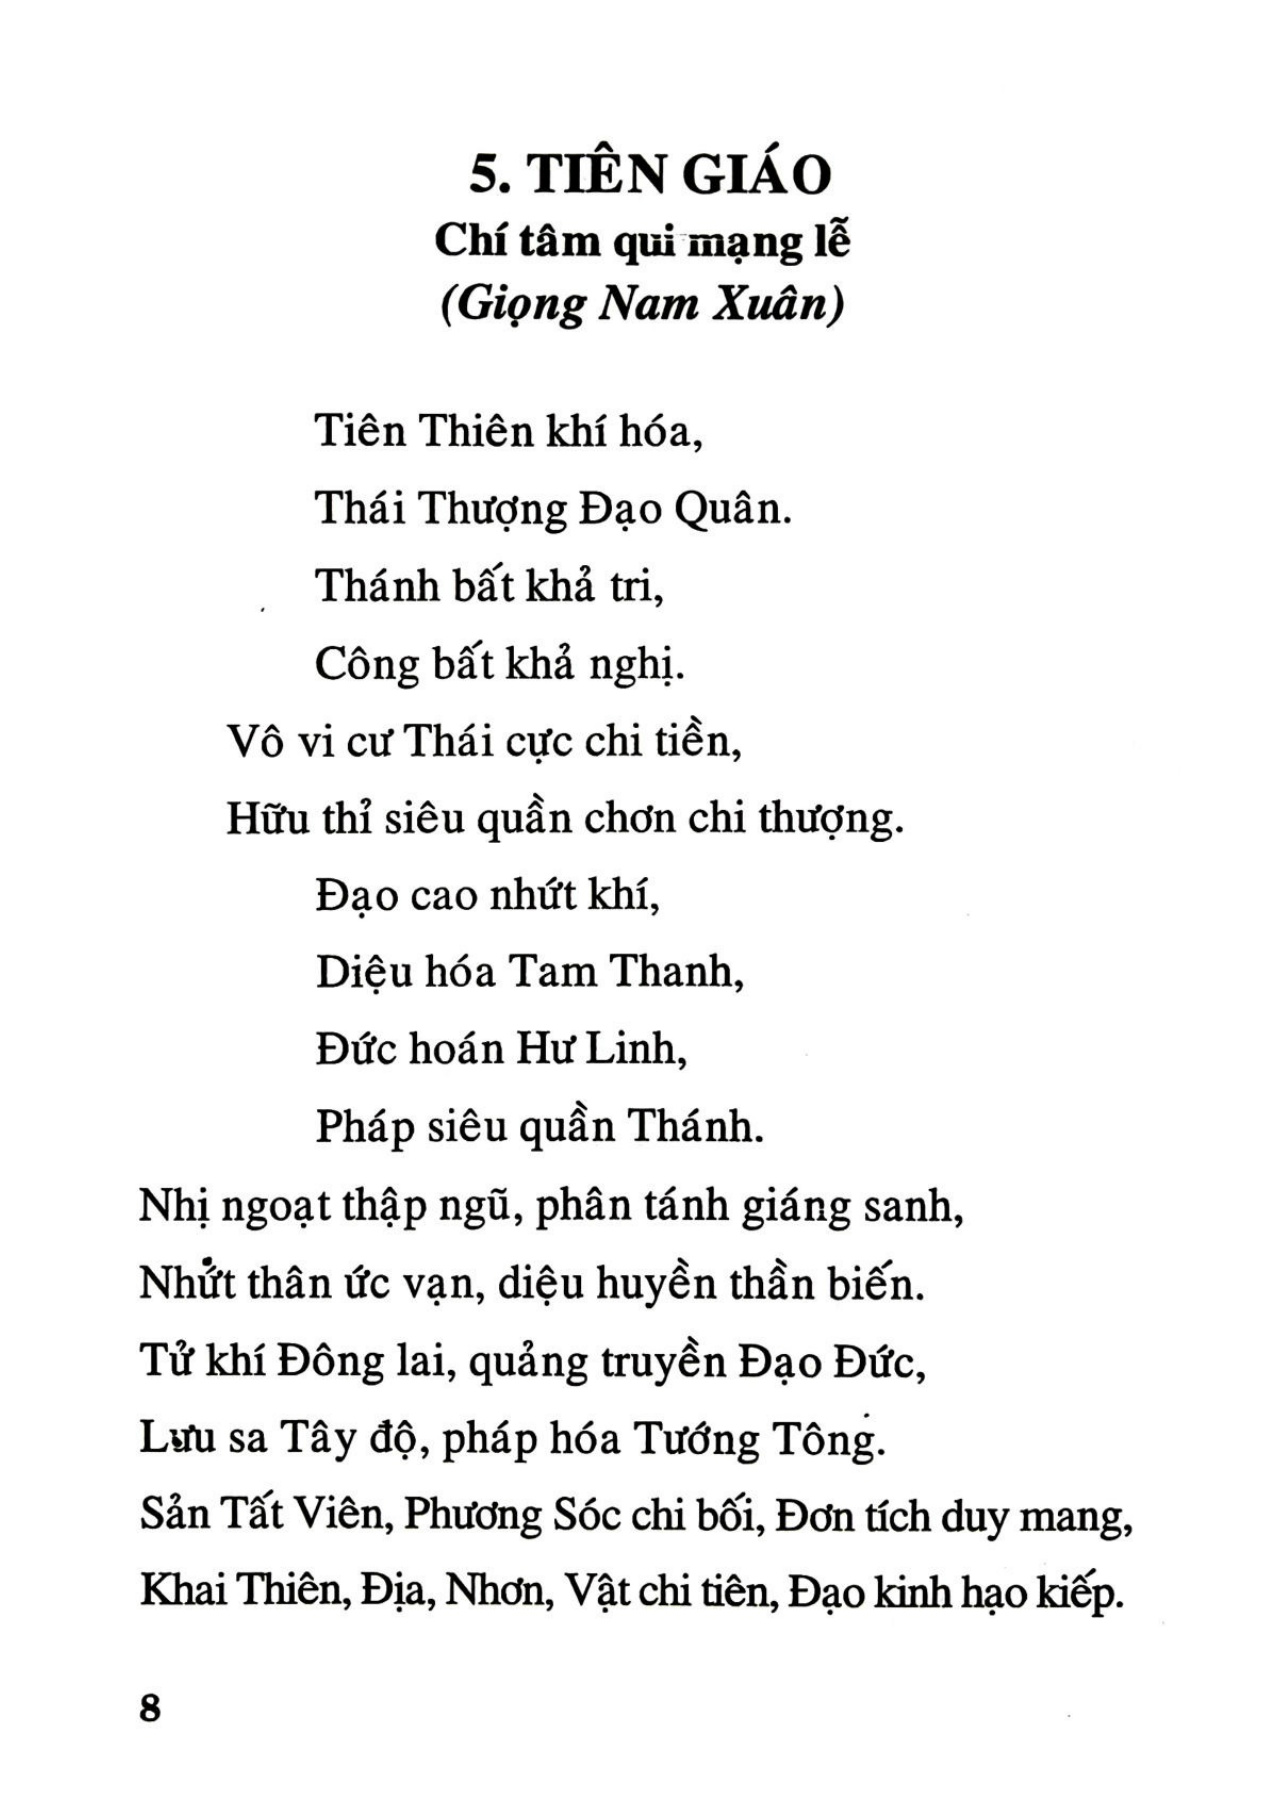 5. TIÊN GIÁO
Chí tâm qui mạng lễ
(Giọng Nam Xuân)
Tiên Thiên khí hóa,
Thái Thượng Đạo Quân.
Thánh bất khả tri,
Công bất khả nghị.
Vô vi cư Thái cực chi tiền,
Hữu thỉ siêu quần chơn chi thượng.
Đạo cao nhứt khí,
Diệu hóa Tam Thanh,
Đức hoán Hư Linh,
Pháp siêu quần Thánh.
Nhị ngoạt thập ngũ, phân tánh giáng sanh,
Nhứt thân ức vạn, diệu huyền thần biến.
Tử khí Đông lai, quảng truyền Đạo Đức,
Lưu sa Tây độ, pháp hóa Tướng Tông.
Sản Tất Viên, Phương Sóc chi bối, Đơn tích duy mang,
Khai Thiên, Địa, Nhơn, Vật chi tiên, Đạo kinh hạo kiếp.
8